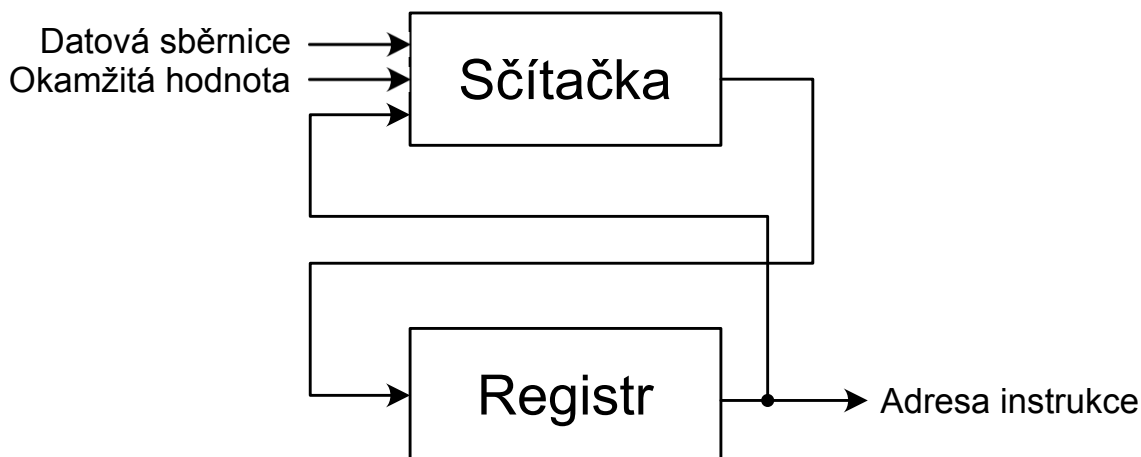 Datová sběrnice
Okamžitá hodnota
Sčítačka
Registr
Adresa instrukce